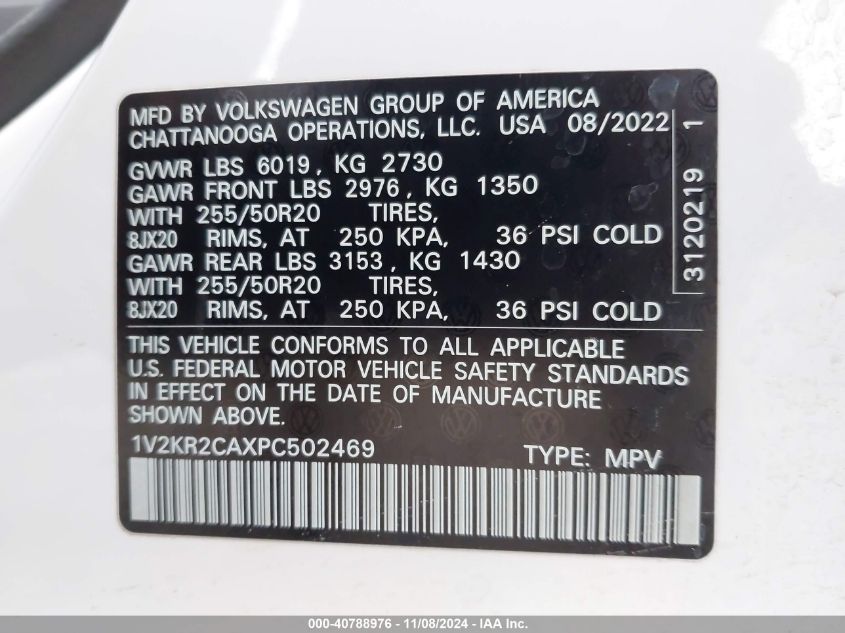 MFD BY VOLKSWAGEN GROUP OF AMERICA
CHATTANOOGA OPERATIONS, LLC. USA 08/2022
GVWR LBS 6019, KG 2730
GAWR FRONT LBS 2976, KG 1350
WITH 255/50R20 TIRES,
8JX20 RIMS, AT 250 KPA, 36 PSI COLD
GAWR REAR LBS 3153, KG 1430
WITH 255/50R20 TIRES,
8JX20 RIMS, AT 250 KPA, 36 PSI COLD
3120219 1
THIS VEHICLE CONFORMS TO ALL APPLICABLE
U.S. FEDERAL MOTOR VEHICLE SAFETY STANDARDS
IN EFFECT ON THE DATE OF MANUFACTURE
SHOWN ABOVE.
1V2KR2CAXPC502469 TYPE: MPV
000-40788976 - 11/08/2024 - IAA Inc.